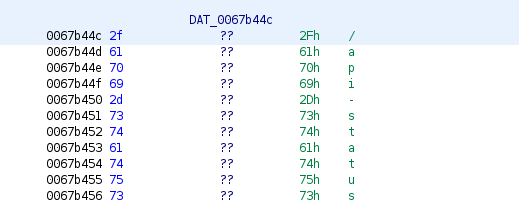 DAT_0067b44c
0067b44c 2f ?? 2Fh /
0067b44d 61 ?? 61h a
0067b44e 70 ?? 70h p
0067b44f 69 ?? 69h i
0067b450 2d ?? 2Dh -
0067b451 73 ?? 73h s
0067b452 74 ?? 74h t
0067b453 61 ?? 61h a
0067b454 74 ?? 74h t
0067b455 75 ?? 75h u
0067b456 73 ?? 73h s